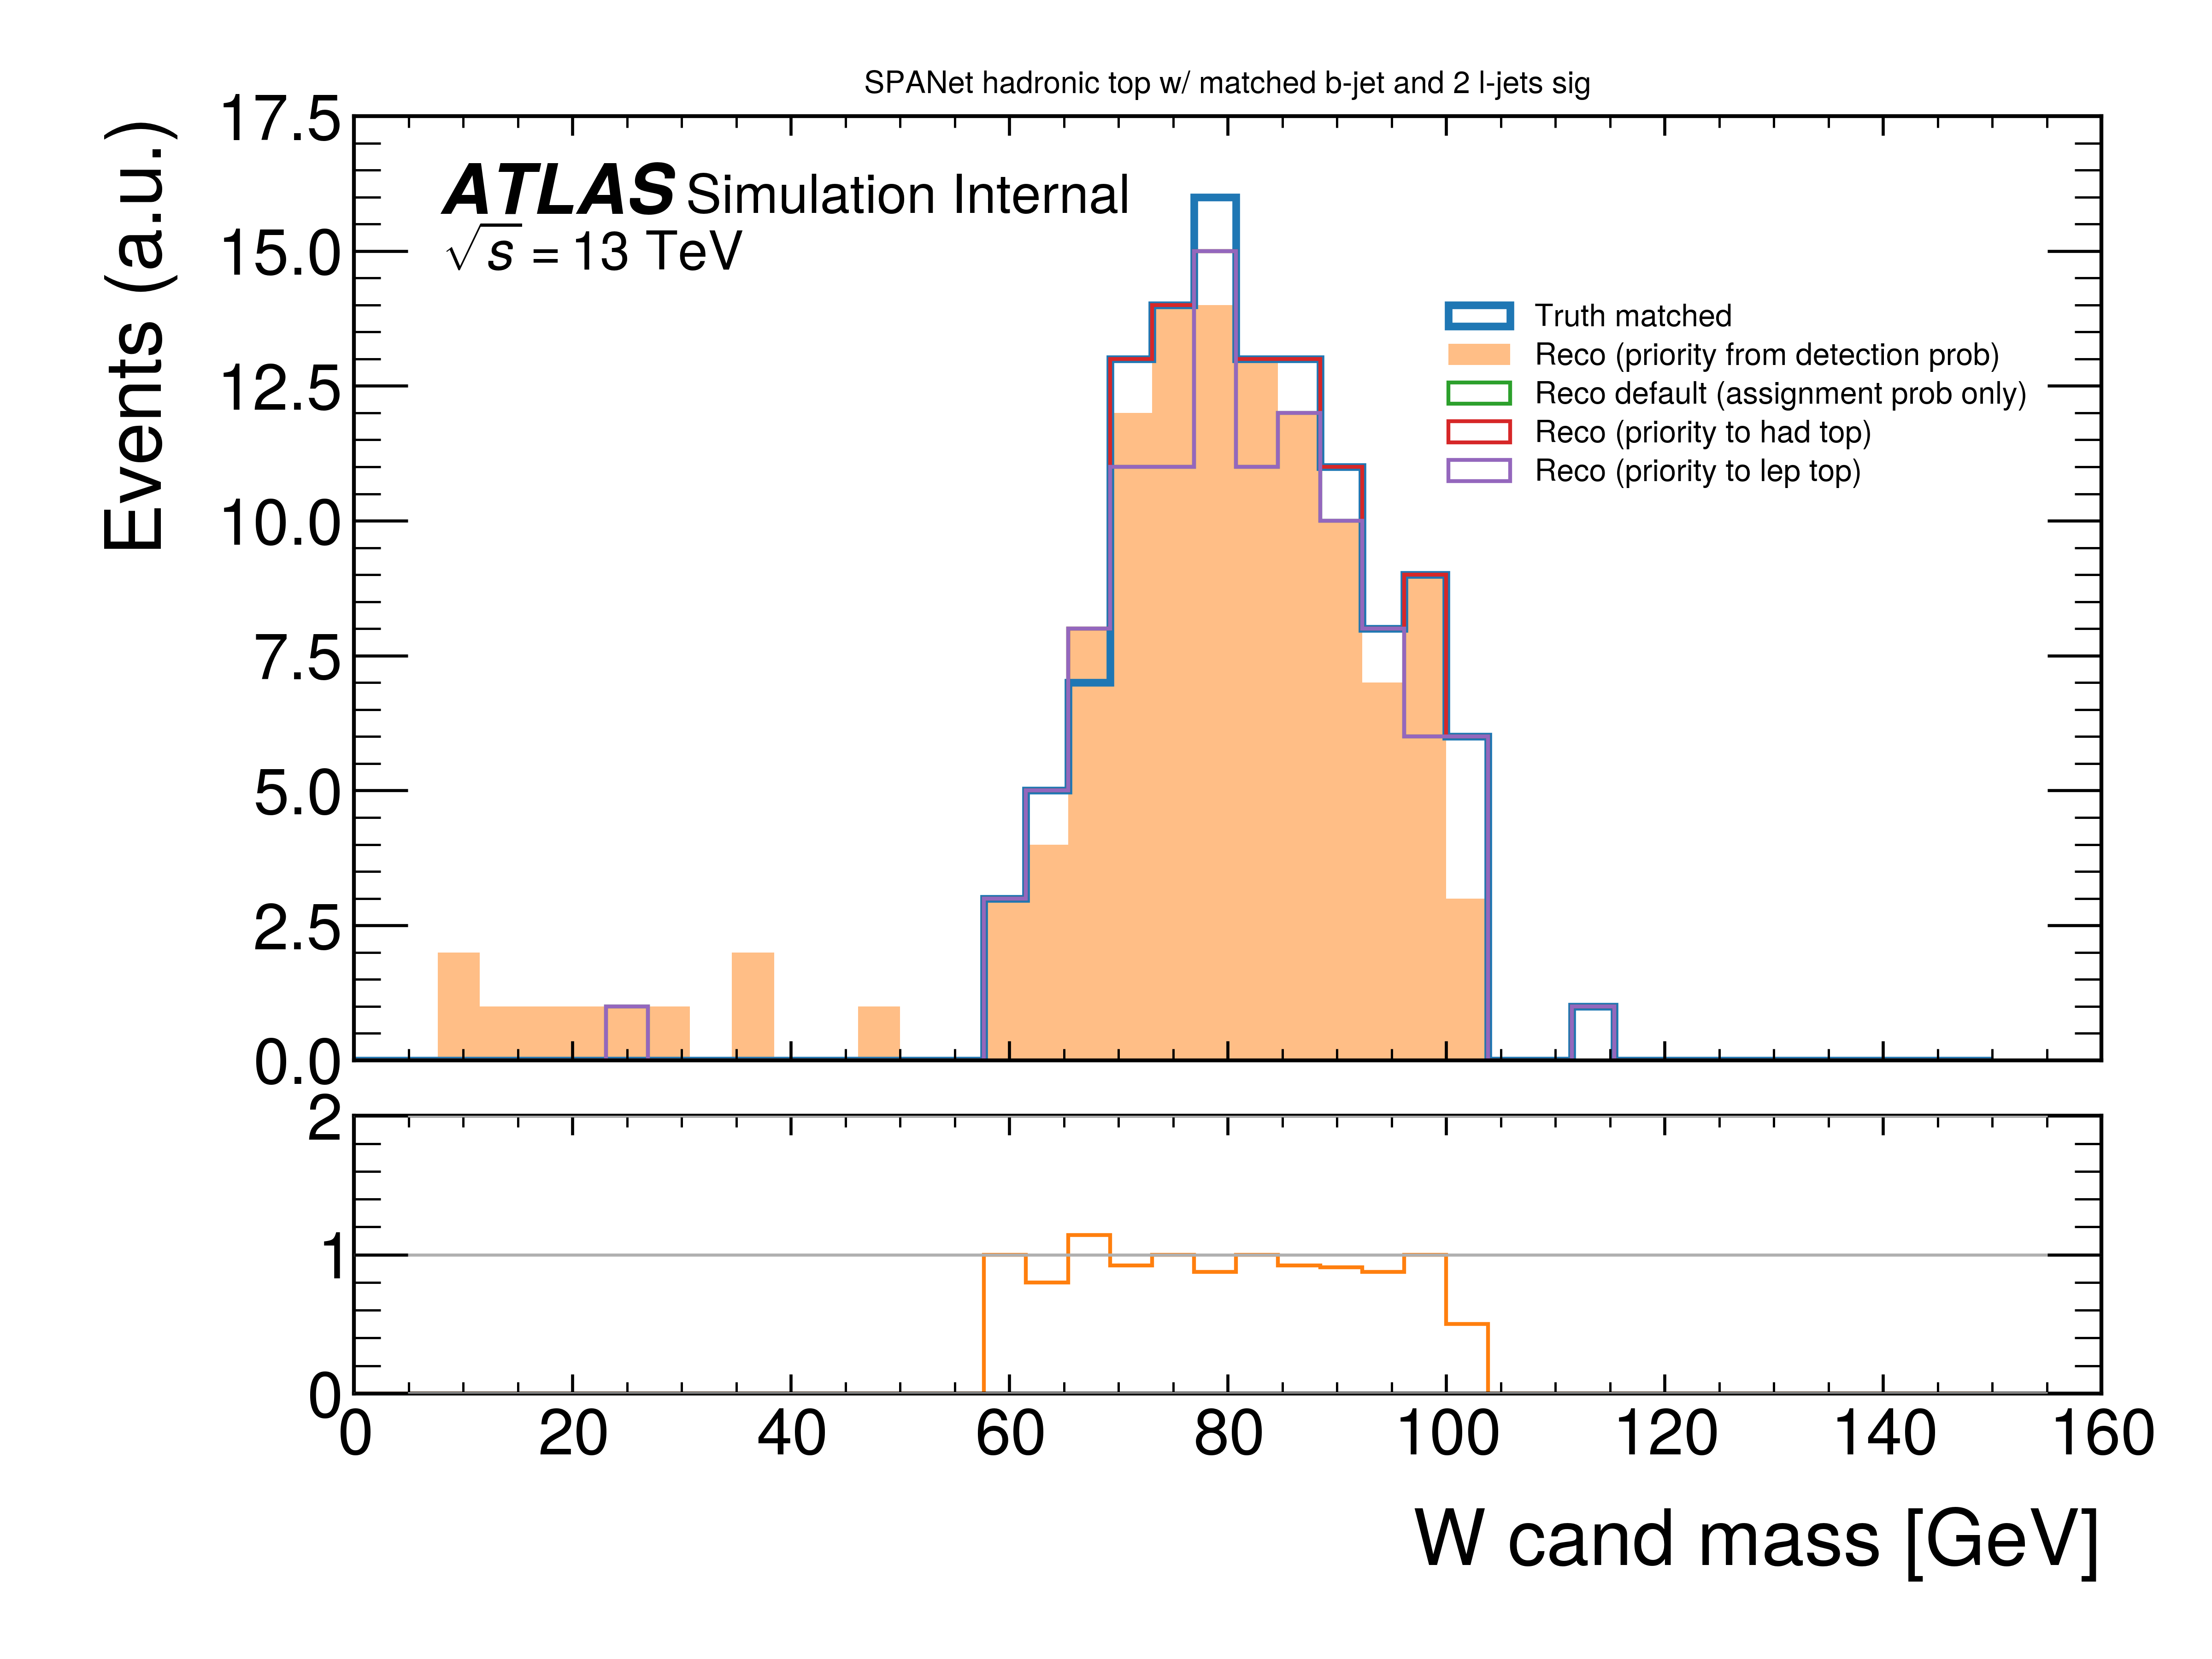 SPANet hadronic top w/ matched b-jet and 2 l-jets sig
17.5
15.0
12.5
10.0
7.5
5.0
2.5
0.0
Events (a.u.)
ATLAS Simulation Internal
√s = 13 TeV
Truth matched
Reco (priority from detection prob)
Reco default (assignment prob only)
Reco (priority to had top)
Reco (priority to lep top)
2
1
0
0 20 40 60 80 100 120 140 160
W cand mass [GeV]